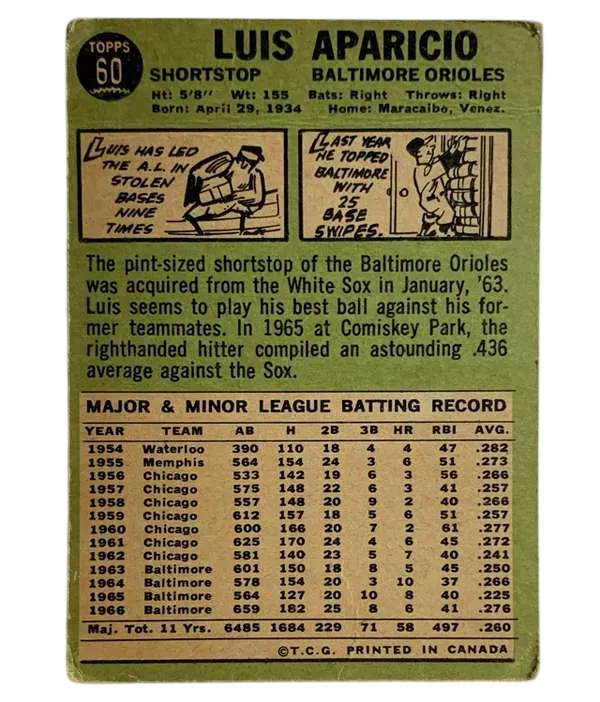 TOPPS
60
LUIS APARICIO
SHORTSTOP BALTIMORE ORIOLES
Ht: 5'8" Wt: 155 Bats: Right Throws: Right
Born: April 29, 1934 Home: Maracaibo, Venez.
LUIS HAS LED
THE A.L. IN
STOLEN
BASES
NINE
TIMES
LAST YEAR
HE TOPPED
BALTIMORE
WITH
25
BASE
SWIPES.
The pint-sized shortstop of the Baltimore Orioles
was acquired from the White Sox in January, '63.
Luis seems to play his best ball against his for-
mer teammates. In 1965 at Comiskey Park, the
righthanded hitter compiled an astounding .436
average against the Sox.
MAJOR & MINOR LEAGUE BATTING RECORD
YEAR TEAM AB H 2B 3B HR RBI AVG.
1954 Waterloo 390 110 18 4 4 47 .282
1955 Memphis 564 154 24 3 6 51 .273
1956 Chicago 533 142 19 6 3 56 .266
1957 Chicago 575 148 22 6 3 41 .257
1958 Chicago 557 148 20 9 2 40 .266
1959 Chicago 612 157 18 5 6 51 .257
1960 Chicago 600 166 20 7 2 61 .277
1961 Chicago 625 170 24 4 6 45 .272
1962 Chicago 581 140 23 5 7 40 .241
1963 Baltimore 601 150 18 8 5 45 .250
1964 Baltimore 578 154 20 3 10 37 .266
1965 Baltimore 564 127 20 10 8 40 .225
1966 Baltimore 659 182 25 8 6 41 .276
Maj. Tot. 11 Yrs. 6485 1684 229 71 58 497 .260
©T.C.G. PRINTED IN CANADA